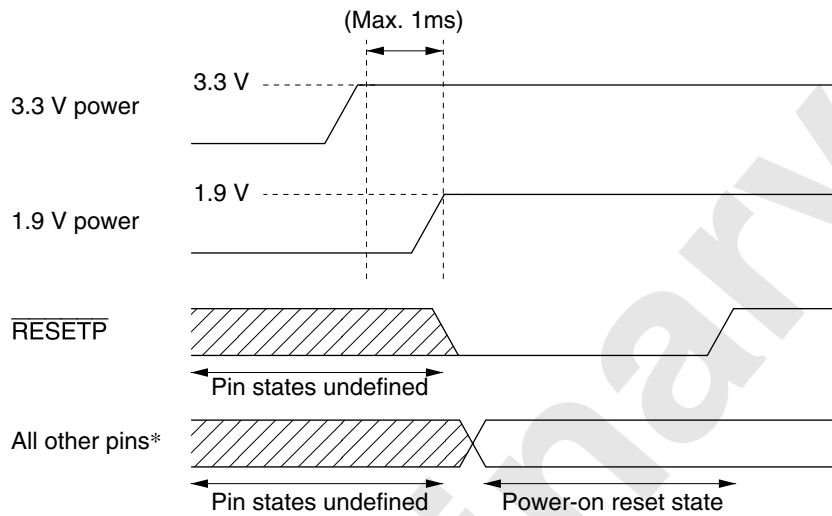 (Max. 1ms)
3.3 V
3.3 V power
1.9 V
1.9 V power
RESETP
Pin states undefined
All other pins*
Pin states undefined
Power-on reset state
inary